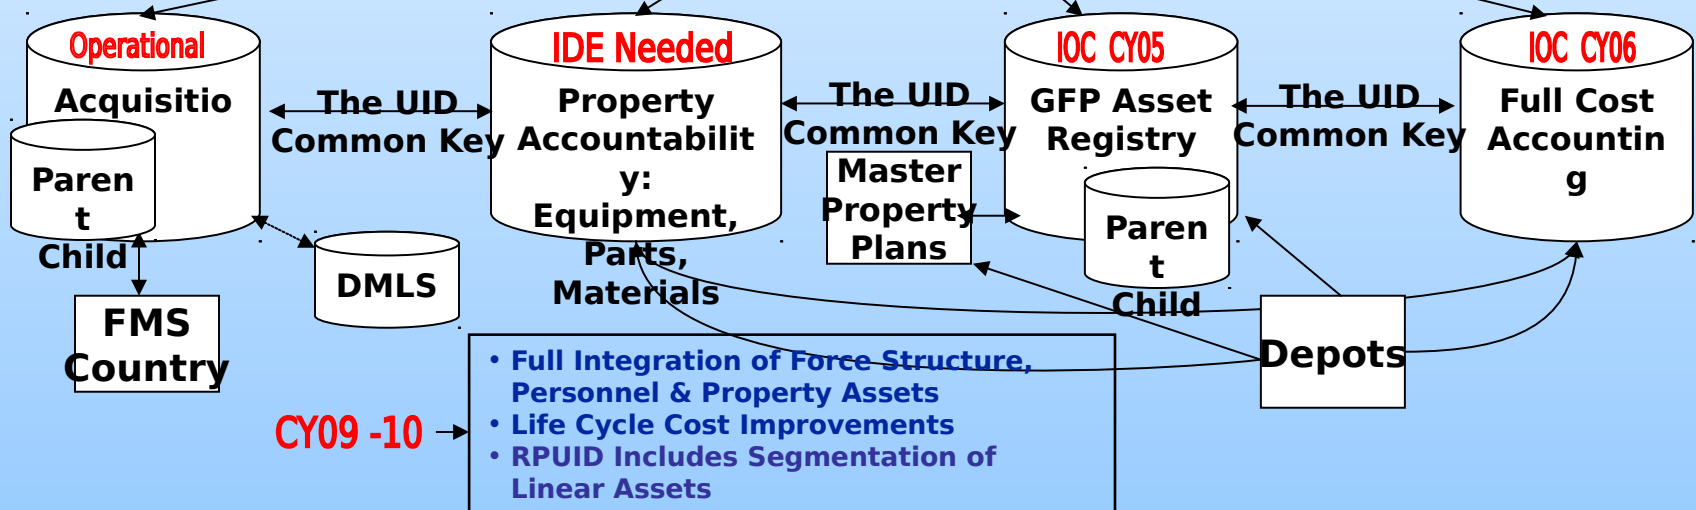 Operational
Acquisitio
Paren
t
Child
FMS
Country
The UID
Common Key
DMLS
IDE Needed
Property
Accountabilit
y:
Equipment,
Parts,
Materials
The UID
Common Key
Master
Property
Plans
IOC CY05
GFP Asset
Registry
Paren
t
Child
The UID
Common Key
IOC CY06
Full Cost
Accountin
g
Depots
CY09 -10
• Full Integration of Force Structure,
Personnel & Property Assets
• Life Cycle Cost Improvements
• RPUID Includes Segmentation of
Linear Assets